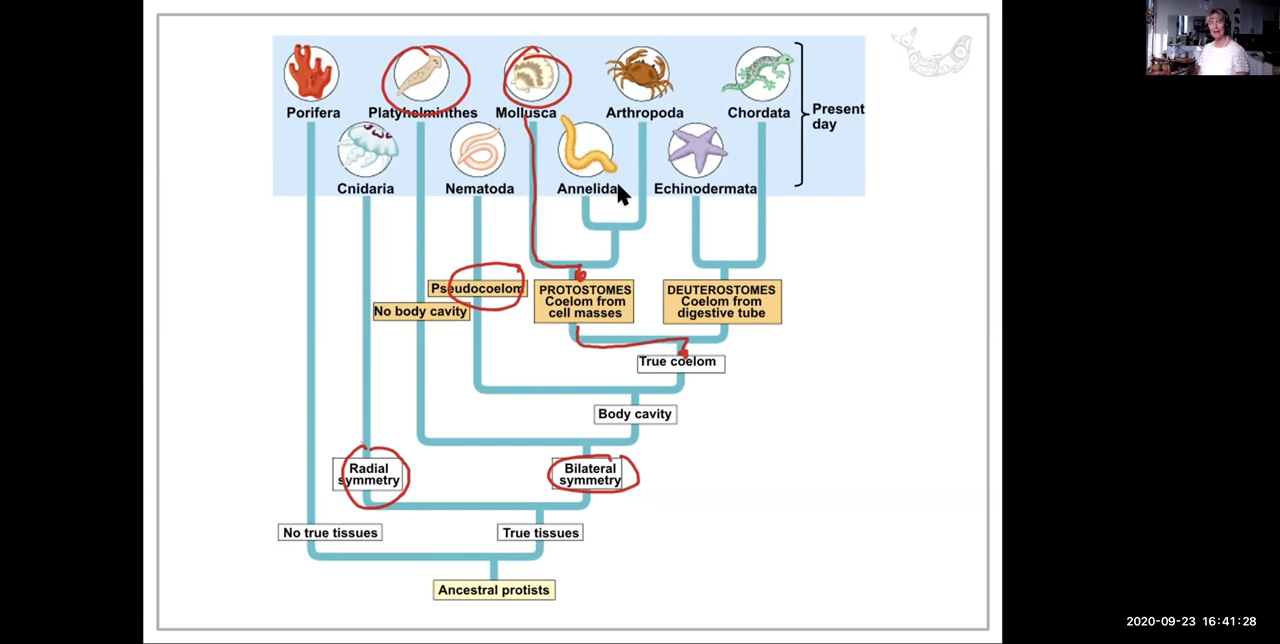 Porifera
Platyhelminthes
Mollusca
Arthropoda
Chordata
Present
day
Cnidaria
Nematoda
Annelida
Echinodermata
Pseudocoelom
No body cavity
PROTOSTOMES
Coelom from
cell masses
DEUTEROSTOMES
Coelom from
digestive tube
True coelom
Body cavity
Radial
symmetry
Bilateral
symmetry
No true tissues
True tissues
Ancestral protists
2020-09-23 16:41:28